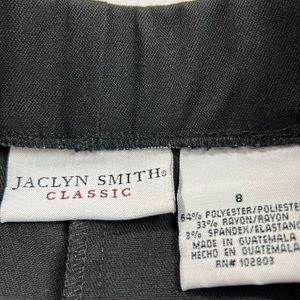 JACLYN SMITH®
CLASSIC
8
64% POLYESTER/POLIESTER
33% RAYON/RAYON
3% SPANDEX/ELASTANO
MADE IN GUATEMALA
HECHO EN GUATEMALA
RN# 102803